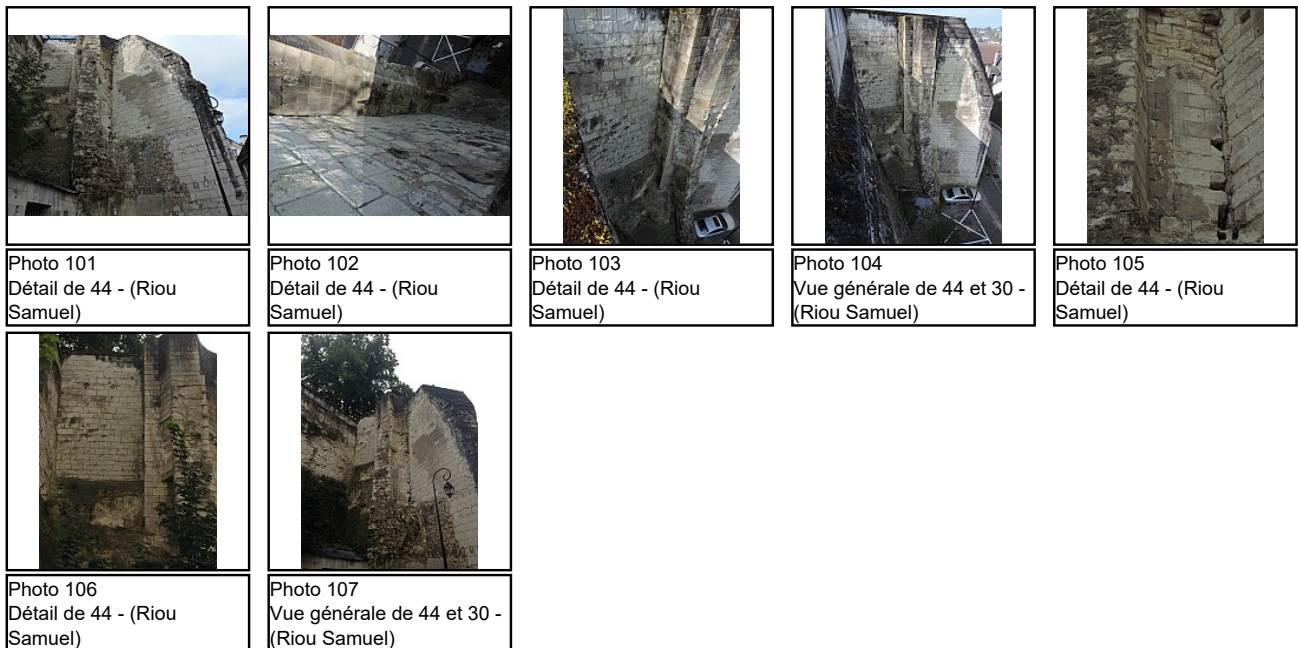 Photo 101
Détail de 44 - (Riou
Samuel)
Photo 102
Détail de 44 - (Riou
Samuel)
Photo 103
Détail de 44 - (Riou
Samuel)
Photo 104
Vue générale de 44 et 30 -
(Riou Samuel)
Photo 105
Détail de 44 - (Riou
Samuel)
Photo 106
Détail de 44 - (Riou
Samuel)
Photo 107
Vue générale de 44 et 30 -
(Riou Samuel)